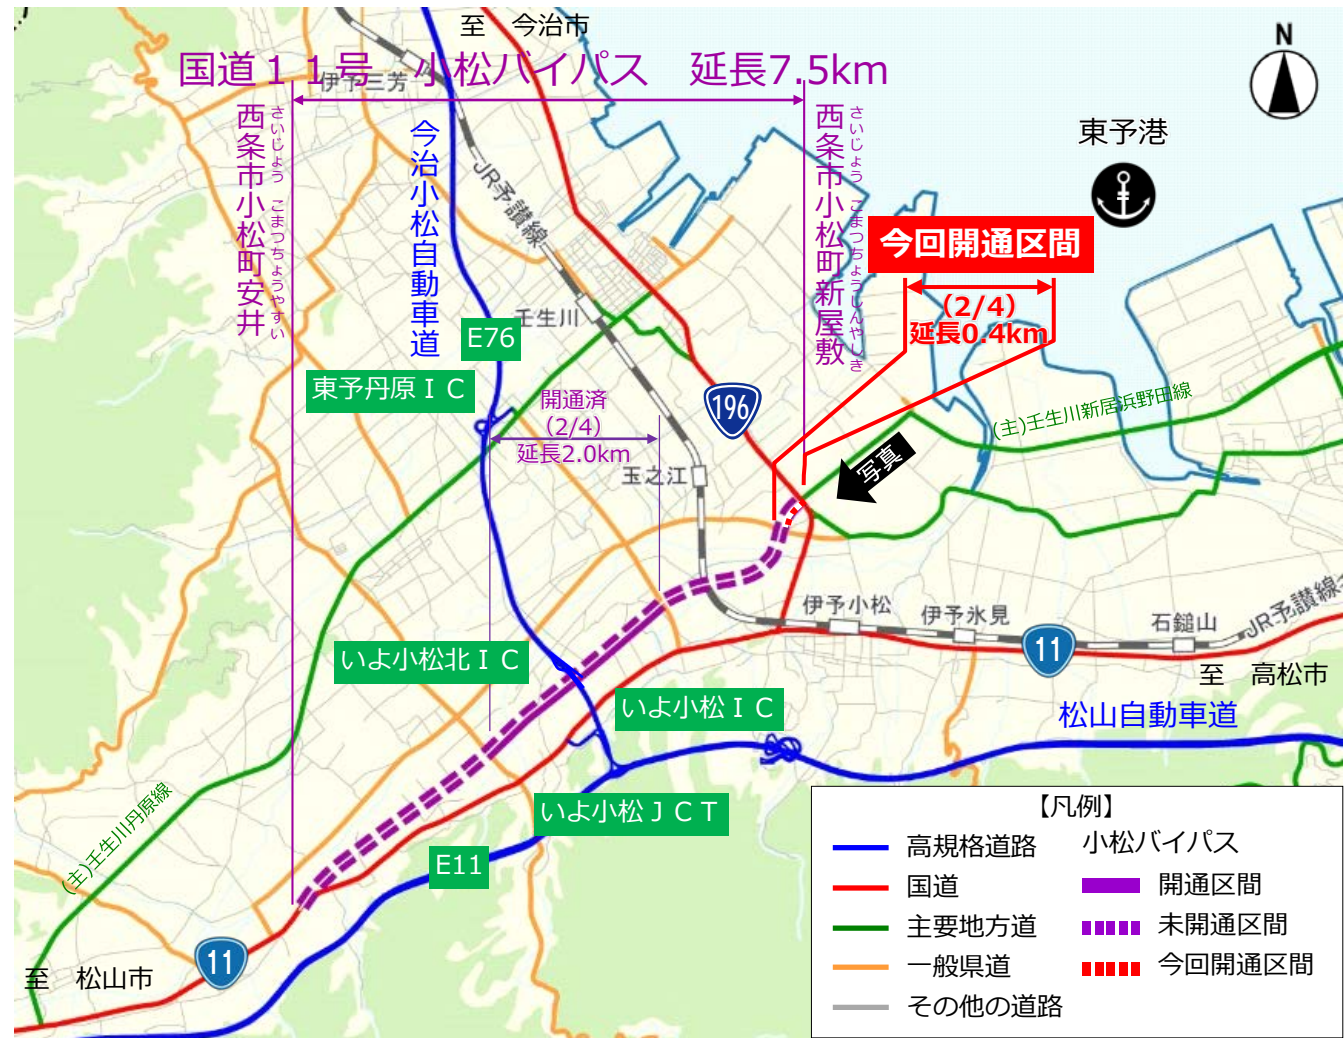 至　今治市
国道１１号　小松バイパス　延長7.5km
伊予三芳
N
東予港
西条市小松町安井
さいじょう こまつちょうやすい
今治小松自動車道
JR予讃線
西条市小松町新屋敷
さいじょう こまつちょうしんやしき
今回開通区間
(2/4)
延長0.4km
壬生川
E76
東予丹原ＩＣ
開通済
(2/4)
延長2.0km
196
(主)壬生川新居浜野田線
写真
玉之江
伊予小松
伊予氷見
石鎚山
JR予讃線
11
至　高松市
いよ小松北ＩＣ
いよ小松ＩＣ
松山自動車道
いよ小松ＪＣＴ
(主)壬生川丹原線
E11
11
至　松山市
【凡例】
高規格道路
国道
主要地方道
一般県道
その他の道路
小松バイパス
開通区間
未開通区間
今回開通区間